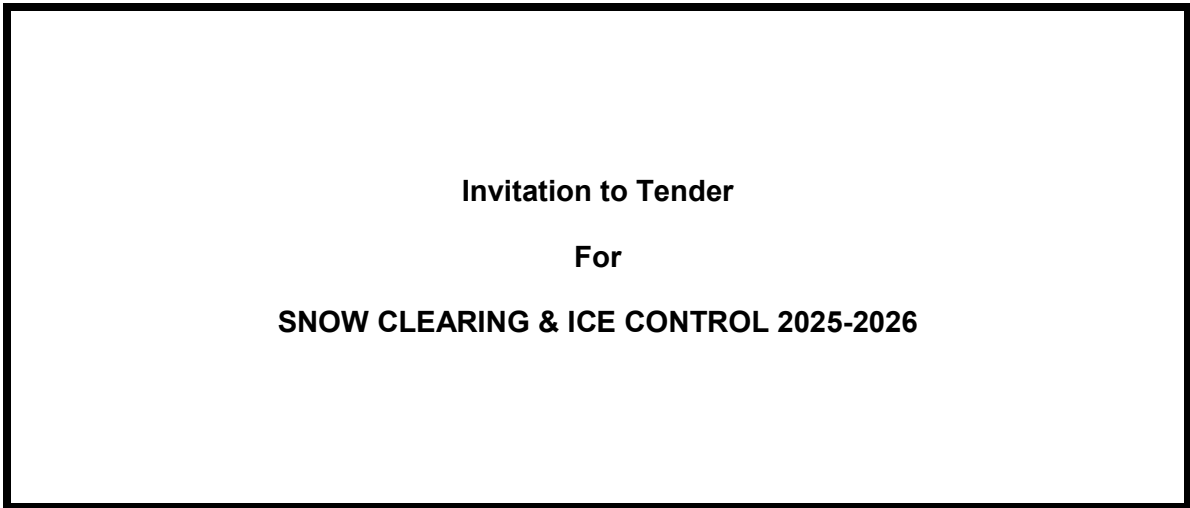 Invitation to Tender
For
SNOW CLEARING & ICE CONTROL 2025-2026